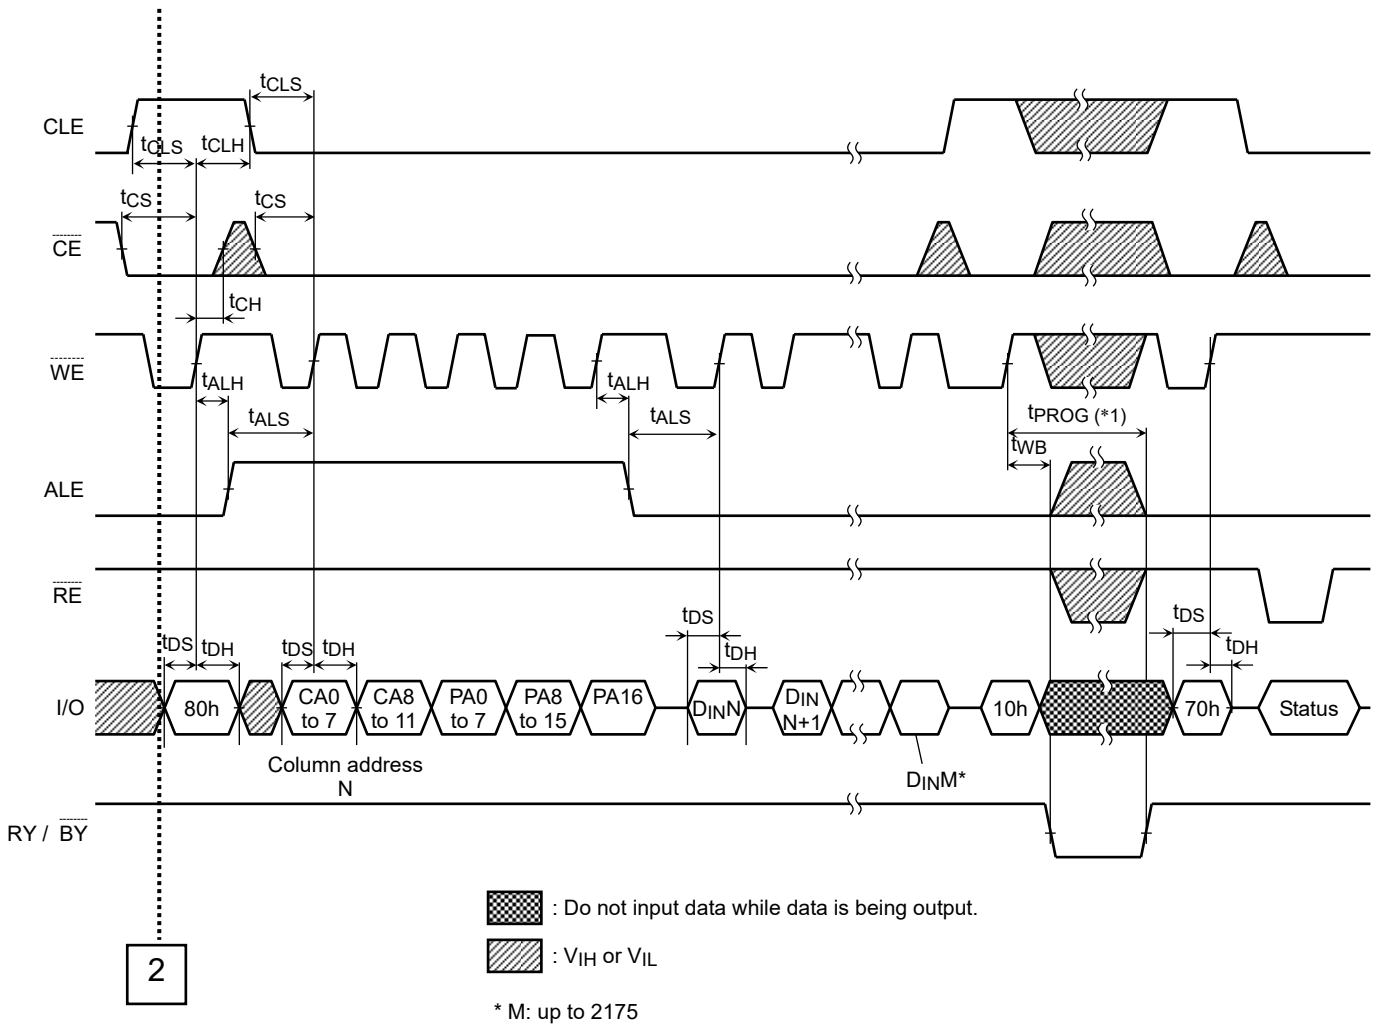 tCLS
CLE
tCLS
tCLH
tCS
tCS
CE
tCH
WE
tALH
tALH
tALS
tALS
tPROG (*1)
tWB
ALE
RE
tDS
tDH
tDS
tDH
tDS
tDH
tDS
tDH
I/O
80h
CA0
to 7
CA8
to 11
PA0
to 7
PA8
to 15
PA16
DINN
DIN
N+1
10h
70h
Status
Column address
N
DINM*
RY / BY
: Do not input data while data is being output.
: VIH or VIL
2
* M: up to 2175